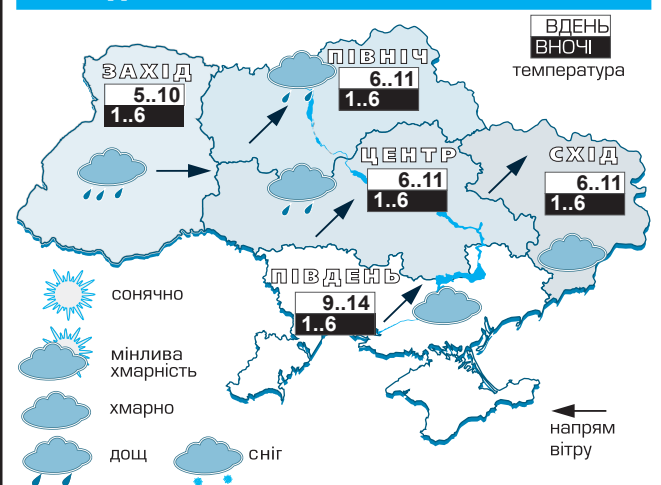 ВДЕНЬ
ВНОЧІ
температура
ПІВНІЧ
6..11
1..6
ЗАХІД
5..10
1..6
ЦЕНТР
6..11
1..6
СХІД
6..11
1..6
ПІВДЕНЬ
9..14
1..6
сонячно
мінлива
хмарність
хмарно
дощ
сніг
напрям
вітру